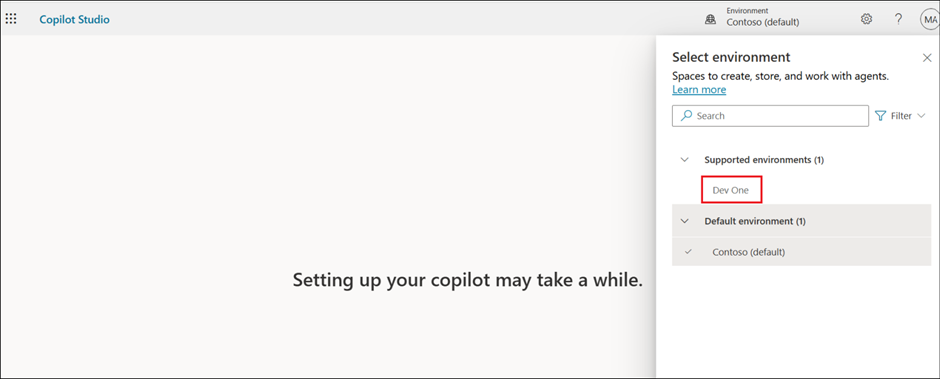 Copilot Studio
Environment
Contoso (default)
?
MA
Select environment
Spaces to create, store, and work with agents.
Learn more
Search
Filter
Supported environments (1)
Dev One
Default environment (1)
Contoso (default)
Setting up your copilot may take a while.